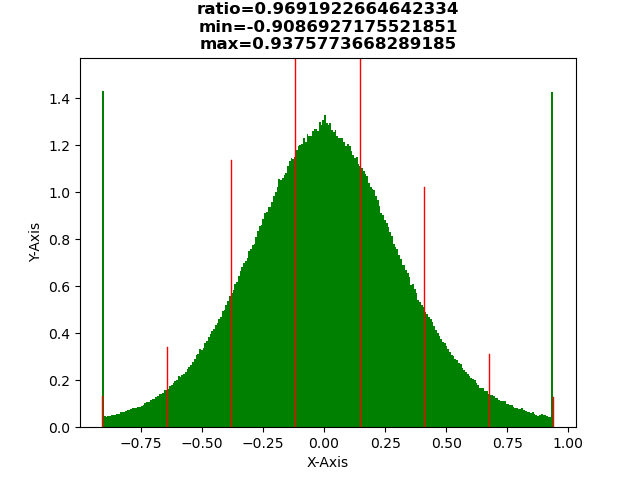 ratio=0.9691922664642334
min=-0.9086927175521851
max=0.9375773668289185
1.4
1.2
1.0
0.8
0.6
0.4
0.2
0.0
Y-Axis
−0.75 −0.50 −0.25 0.00 0.25 0.50 0.75 1.00
X-Axis